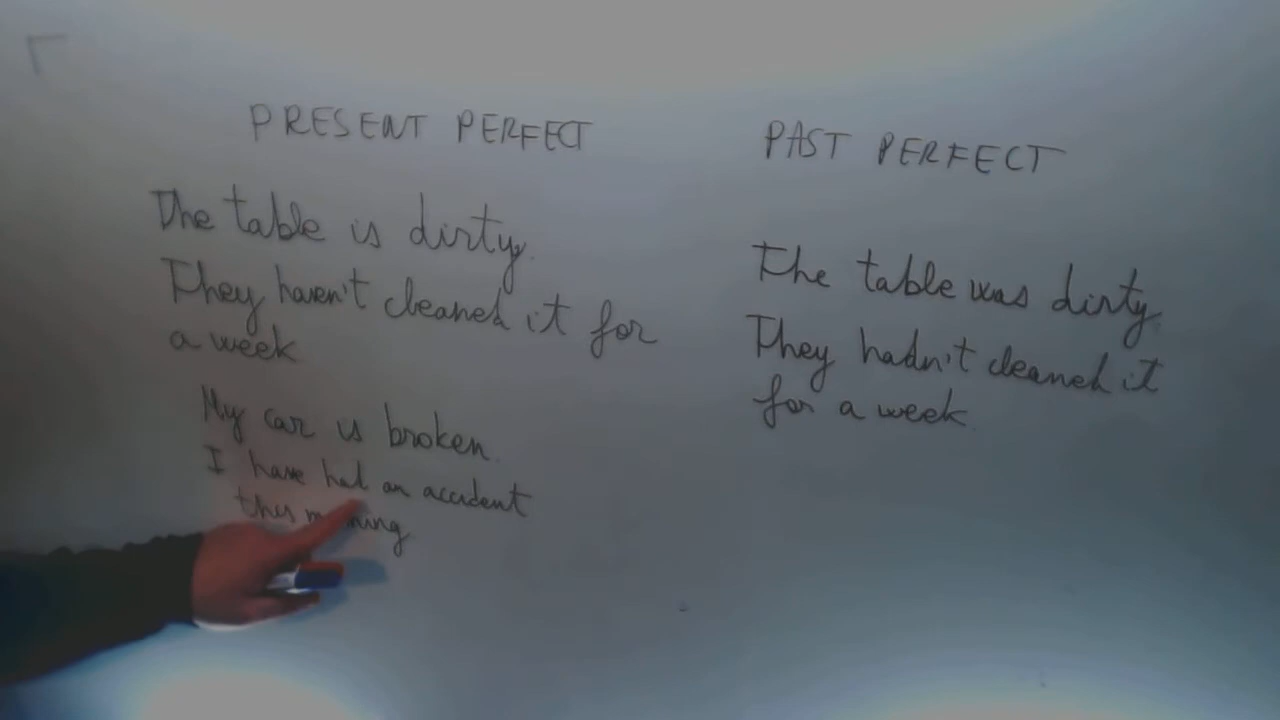 PRESENT PERFECT
The table is dirty.
They haven't cleaned it for
a week
My car is broken.
I have had an accident
this
PAST PERFECT
The table was dirty.
They hadn't cleaned it
for a week